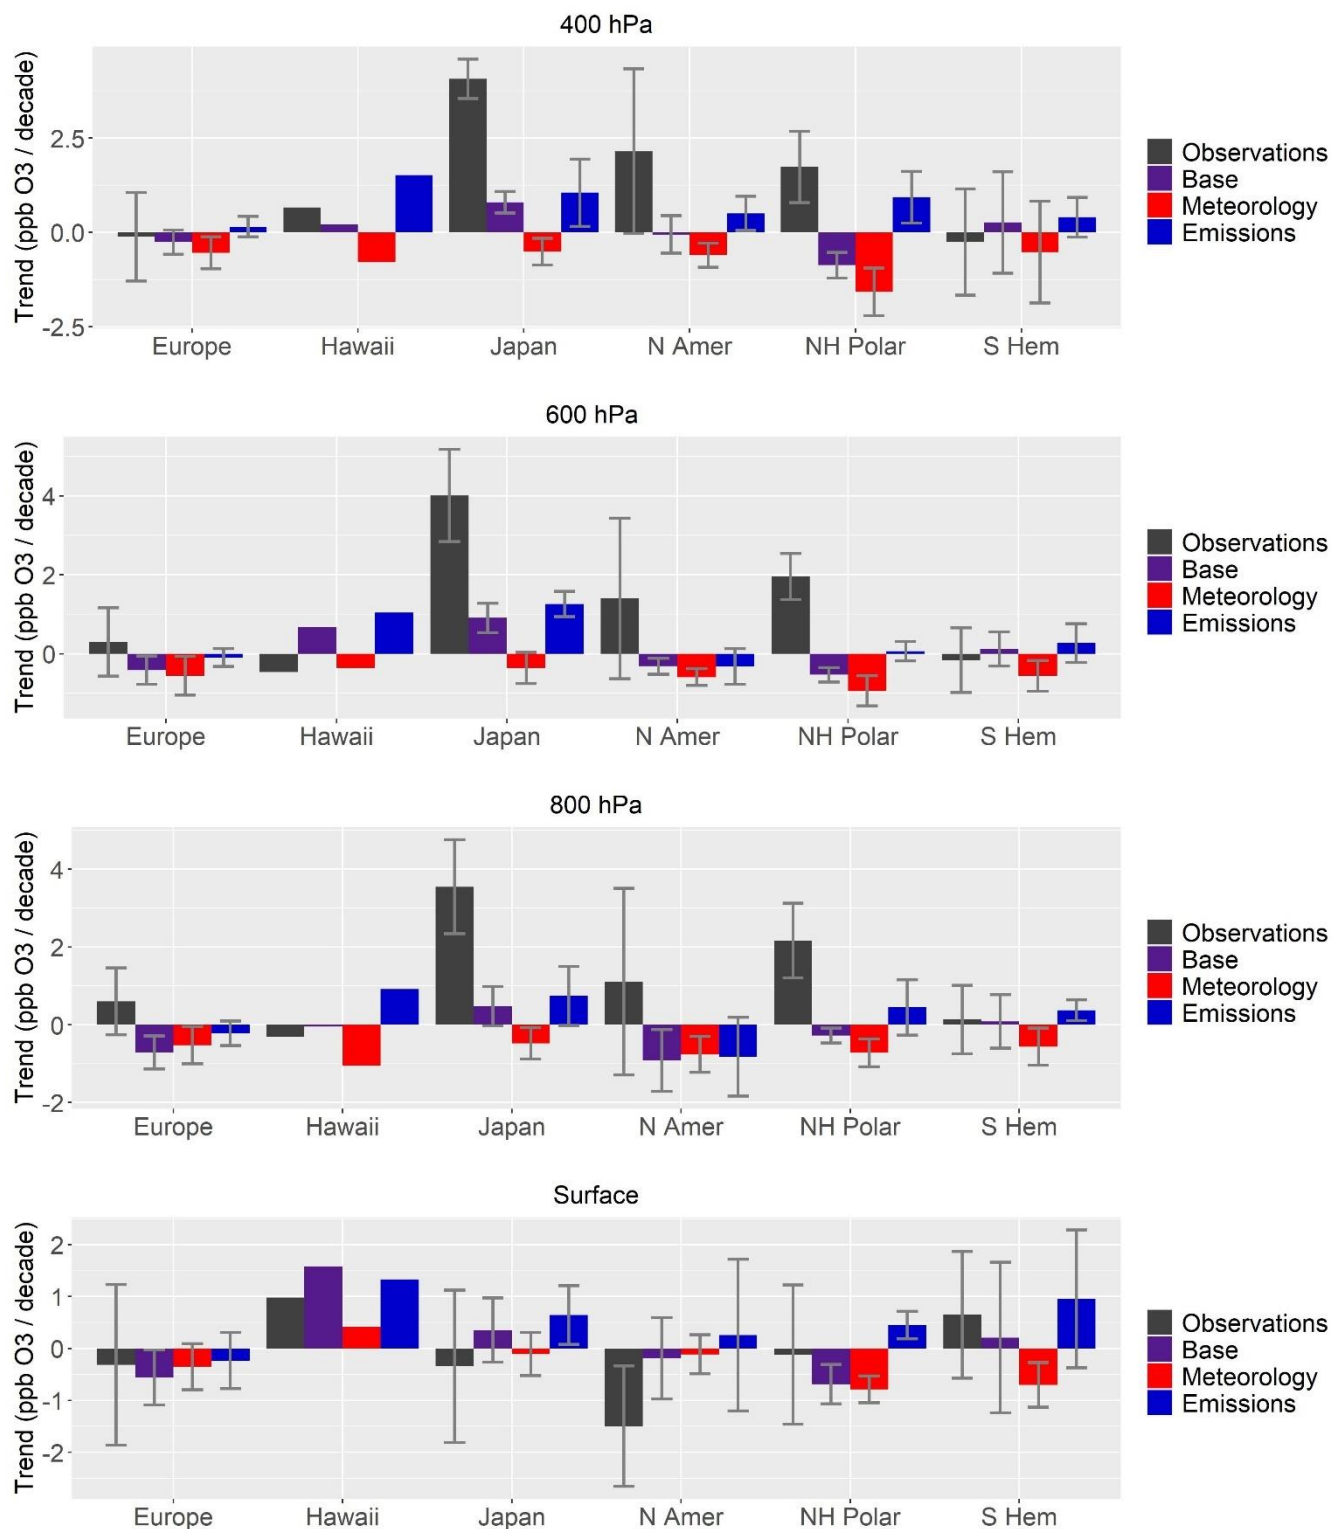 400 hPa
Trend (ppb O3 / decade)
2.5
0.0
-2.5
Europe Hawaii Japan N Amer NH Polar S Hem
Observations
Base
Meteorology
Emissions
600 hPa
Trend (ppb O3 / decade)
4
2
0
Europe Hawaii Japan N Amer NH Polar S Hem
Observations
Base
Meteorology
Emissions
800 hPa
Trend (ppb O3 / decade)
4
2
0
-2
Europe Hawaii Japan N Amer NH Polar S Hem
Observations
Base
Meteorology
Emissions
Surface
Trend (ppb O3 / decade)
2
1
0
-1
-2
Europe Hawaii Japan N Amer NH Polar S Hem
Observations
Base
Meteorology
Emissions